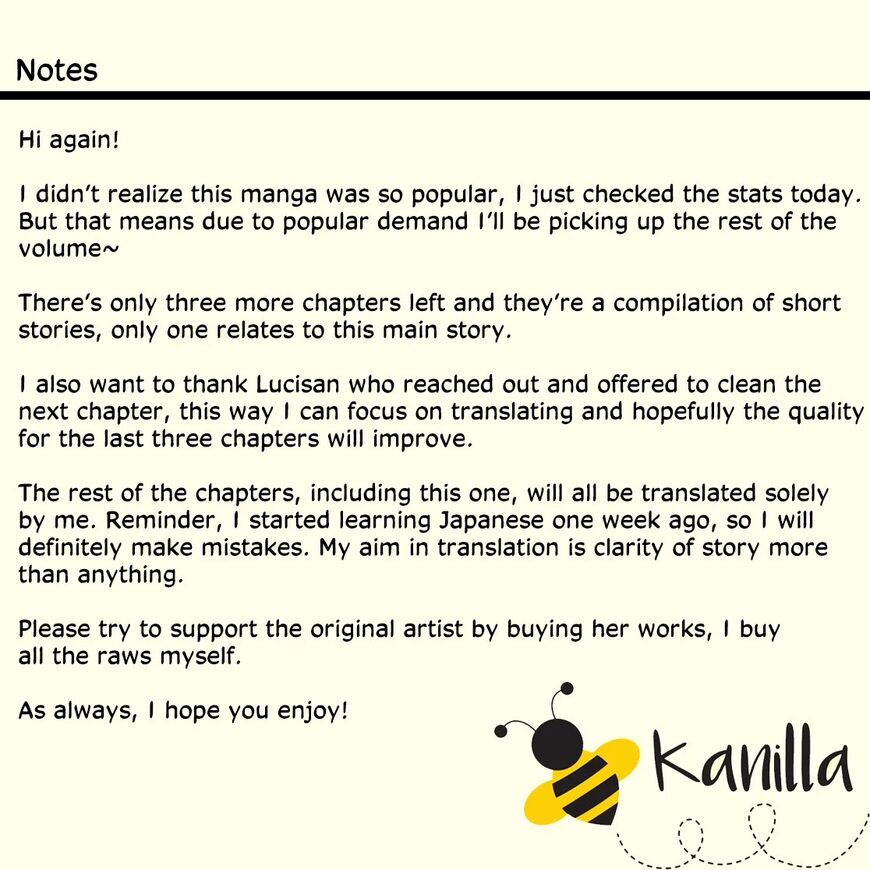 Notes
Hi again!
I didn't realize this manga was so popular, I just checked the stats today.
But that means due to popular demand I'll be picking up the rest of the
volume~
There's only three more chapters left and they're a compilation of short
stories, only one relates to this main story.
I also want to thank Lucisan who reached out and offered to clean the
next chapter, this way I can focus on translating and hopefully the quality
for the last three chapters will improve.
The rest of the chapters, including this one, will all be translated solely
by me. Reminder, I started learning Japanese one week ago, so I will
definitely make mistakes. My aim in translation is clarity of story more
than anything.
Please try to support the original artist by buying her works, I buy
all the raws myself.
As always, I hope you enjoy!
Kanilla